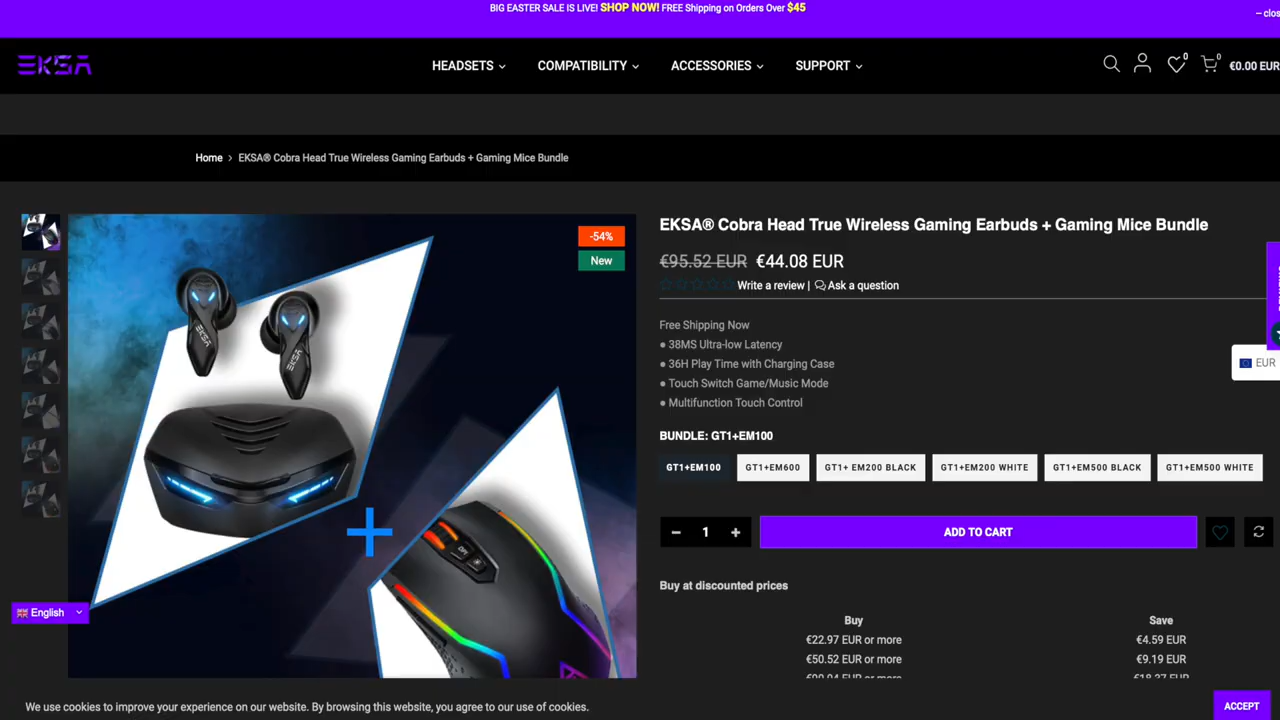 BIG EASTER SALE IS LIVE! SHOP NOW! FREE Shipping on Orders Over $45
EKSA
HEADSETS
COMPATIBILITY
ACCESSORIES
SUPPORT
0
0
€0.00 EUR
Home › EKSA® Cobra Head True Wireless Gaming Earbuds + Gaming Mice Bundle
-54%
New
EKSA
EKSA
EKSA® Cobra Head True Wireless Gaming Earbuds + Gaming Mice Bundle
€95.52 EUR €44.08 EUR
Write a review | Ask a question
Free Shipping Now
● 38MS Ultra-low Latency
● 36H Play Time with Charging Case
● Touch Switch Game/Music Mode
● Multifunction Touch Control
EUR
BUNDLE: GT1+EM100
GT1+EM100
GT1+EM600
GT1+ EM200 BLACK
GT1+EM200 WHITE
GT1+EM500 BLACK
GT1+EM500 WHITE
− 1 +
ADD TO CART
Buy at discounted prices
Buy Save
€22.97 EUR or more €4.59 EUR
€50.52 EUR or more €9.19 EUR
English
We use cookies to improve your experience on our website. By browsing this website, you agree to our use of cookies.
ACCEPT